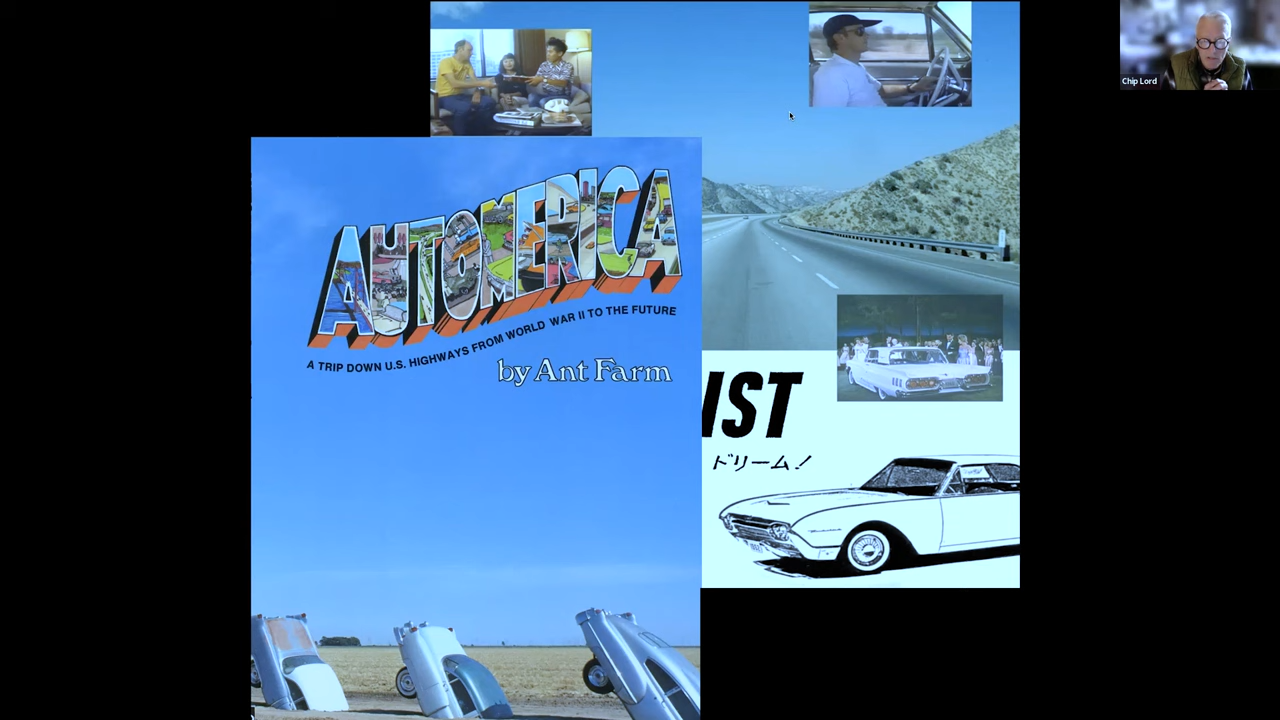 Chip Lord
AUTOMERICA
A TRIP DOWN U.S. HIGHWAYS FROM WORLD WAR II TO THE FUTURE
by Ant Farm
IST
ドリーム!